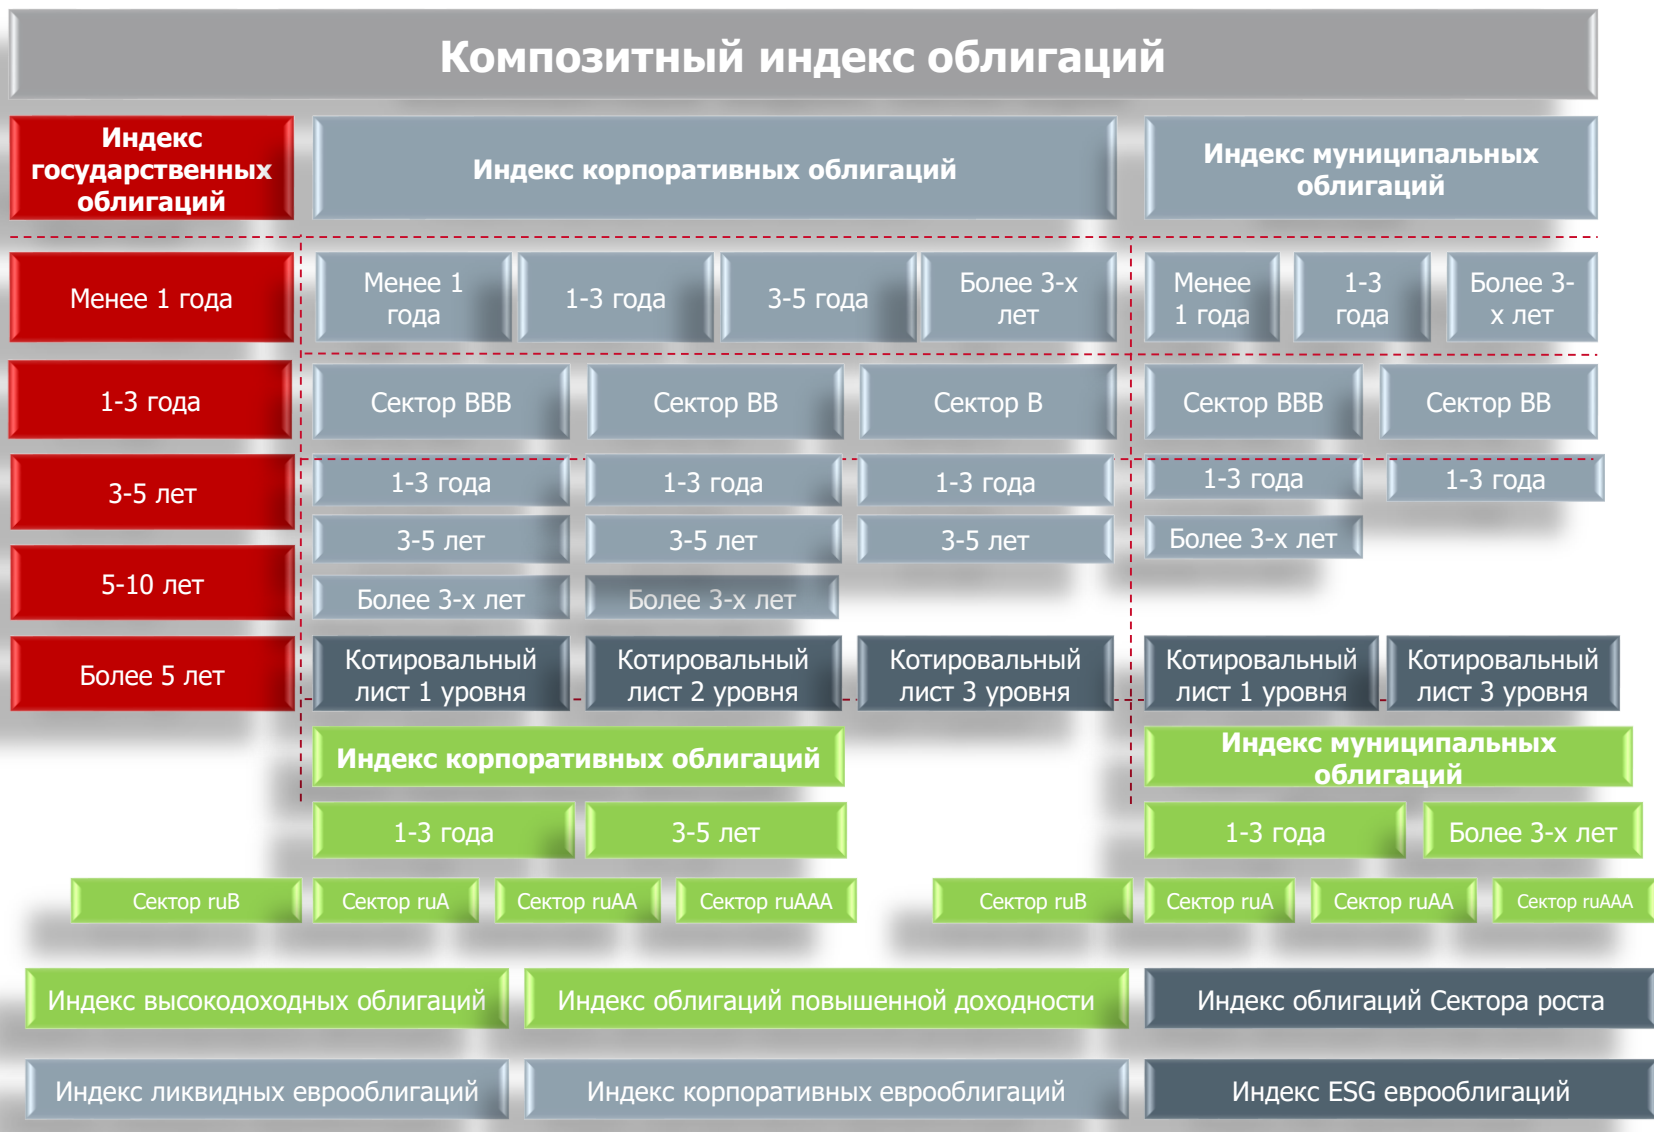 Композитный индекс облигаций
Индекс
государственных
облигаций
Индекс корпоративных облигаций
Индекс муниципальных
облигаций
Менее 1 года
Менее 1
года
1-3 года
3-5 года
Более 3-х
лет
Менее
1 года
1-3
года
Более 3-
х лет
1-3 года
Сектор BBB
Сектор BB
Сектор B
Сектор BBB
Сектор BB
3-5 лет
1-3 года
1-3 года
1-3 года
1-3 года
1-3 года
3-5 лет
3-5 лет
3-5 лет
Более 3-х лет
5-10 лет
Более 3-х лет
Более 3-х лет
Более 5 лет
Котировальный
лист 1 уровня
Котировальный
лист 2 уровня
Котировальный
лист 3 уровня
Котировальный
лист 1 уровня
Котировальный
лист 3 уровня
Индекс корпоративных облигаций
Индекс муниципальных
облигаций
1-3 года
3-5 лет
1-3 года
Более 3-х лет
Сектор ruB
Сектор ruA
Сектор ruAA
Сектор ruAAA
Сектор ruB
Сектор ruA
Сектор ruAA
Сектор ruAAA
Индекс высокодоходных облигаций
Индекс облигаций повышенной доходности
Индекс облигаций Сектора роста
Индекс ликвидных еврооблигаций
Индекс корпоративных еврооблигаций
Индекс ESG еврооблигаций